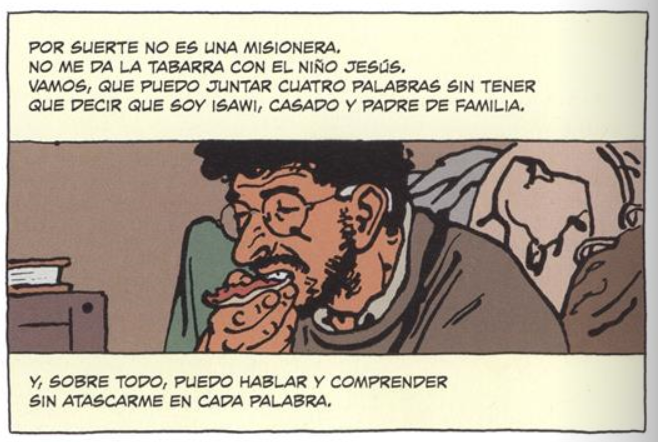 POR SUERTE NO ES UNA MISIONERA.
NO ME DA LA TABARRA CON EL NIÑO JESÚS.
VAMOS, QUE PUEDO JUNTAR CUATRO PALABRAS SIN TENER
QUE DECIR QUE SOY ISAWI, CASADO Y PADRE DE FAMILIA.
Y, SOBRE TODO, PUEDO HABLAR Y COMPRENDER
SIN ATASCARME EN CADA PALABRA.